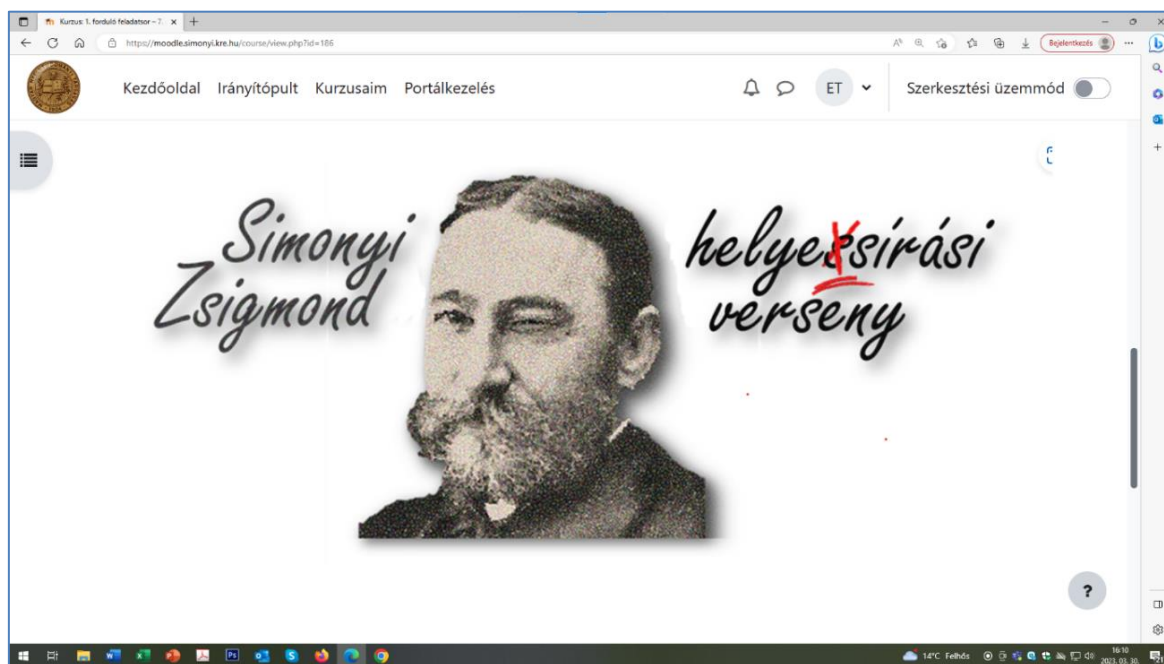 Kurzus: 1. forduló feladatsor – 7.
https://moodle.simonyi.kre.hu/course/view.php?id=186
Bejelentkezés
Kezdőoldal Irányítópult Kurzusaim Portálkezelés
ET
Szerkesztési üzemmód
Simonyi
Zsigmond
helyessírási
verseny
?
14°C Felhős
16:10
2023. 03. 30.